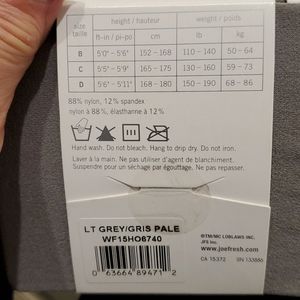 size height / hauteur weight / poids
taille ft-in / pi-po cm lb kg
B 5'0" - 5'6" 152 - 168 110 - 140 50 - 64
C 5'5" - 5'9" 165 - 175 130 - 160 59 - 73
D 5'6" - 5'11" 168 - 180 150 - 190 68 - 86
88% nylon, 12% spandex
nylon à 88%, élasthanne à 12%
Hand wash. Do not bleach. Hang to drip dry. Do not iron.
Laver à la main. Ne pas utiliser d'agent de blanchiment.
Suspendre pour un séchage par égouttage. Ne pas repasser.
LT GREY/GRIS PALE
WF15HO6740
0 63664 89471 2
®TM/MC LOBLAWS INC.
JFS Inc.
www.joefresh.com
CA 15372 SN 133886